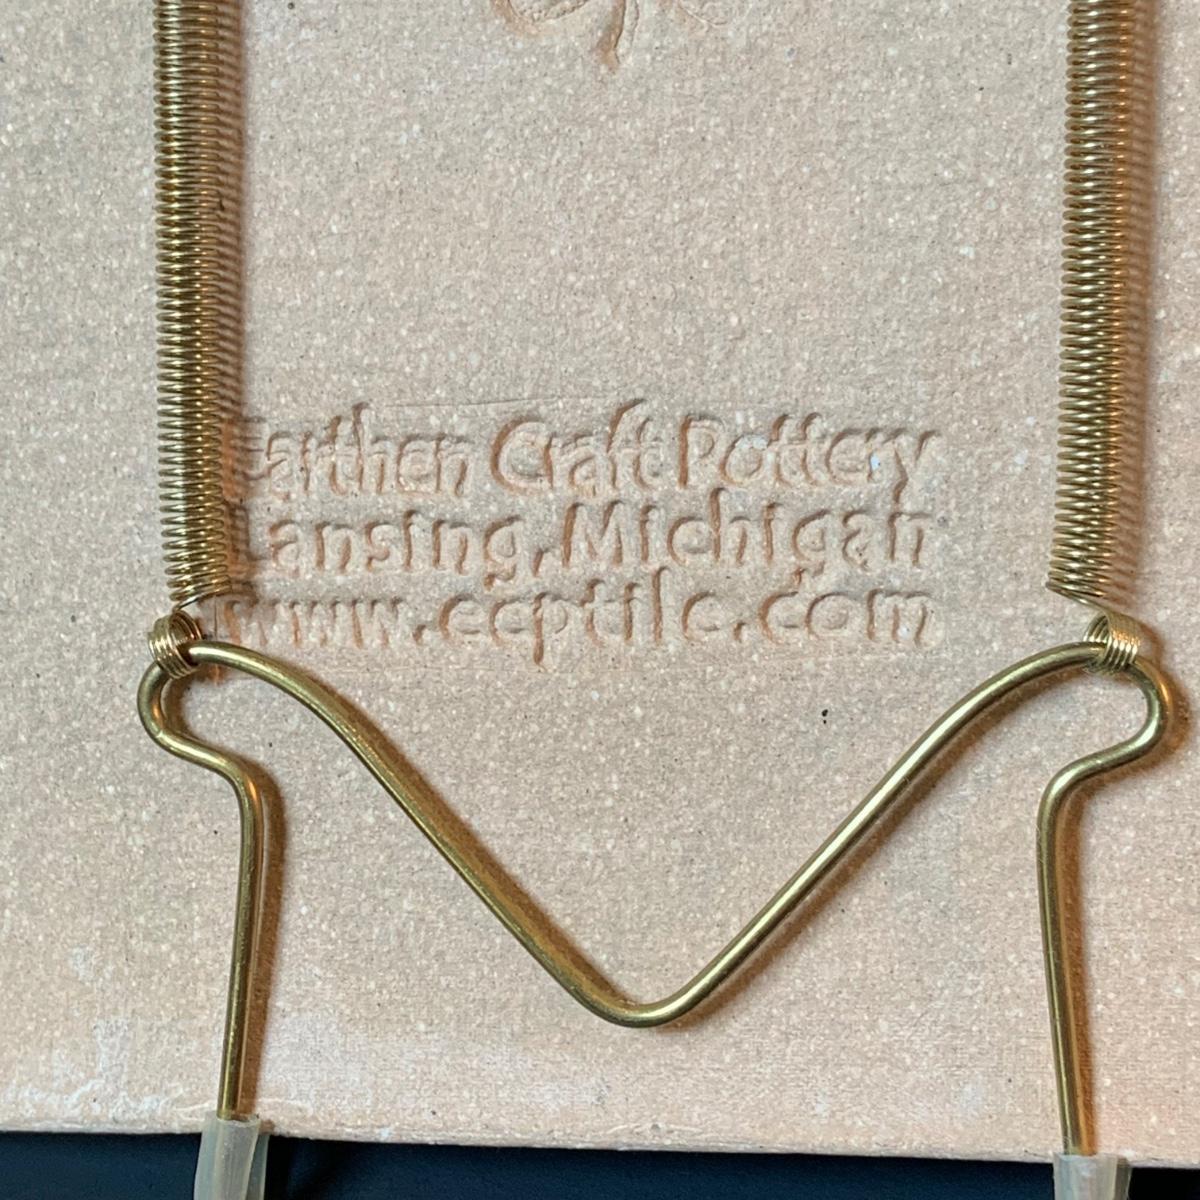 Earthen Craft Pottery
Lansing, Michigan
www.ecptile.com